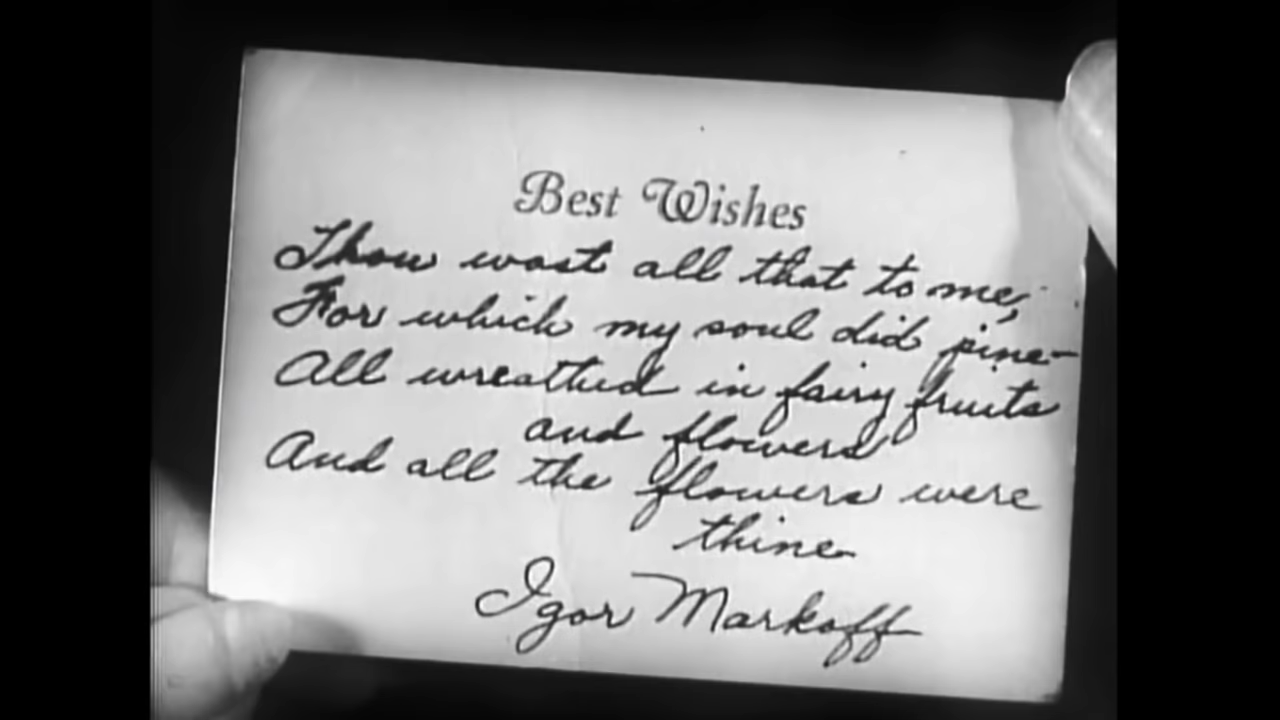 Best Wishes
Thou wast all that to me,
For which my soul did pine—
All wreathed in fairy fruits
and flowers
And all the flowers were
thine
Igor Markoff